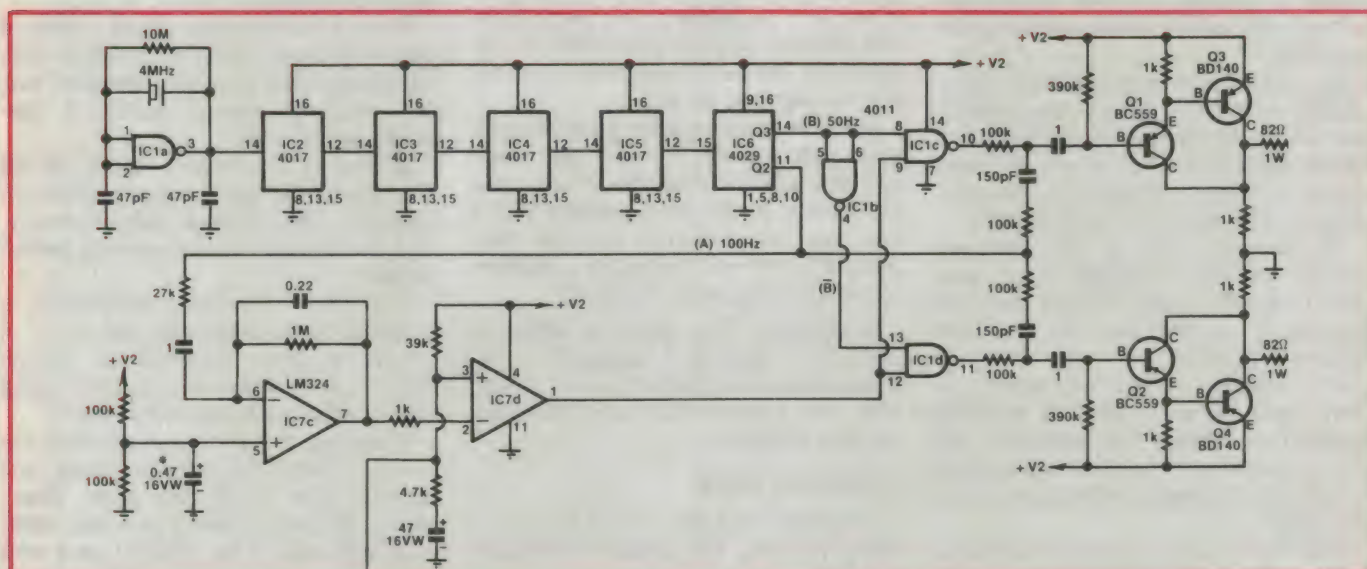 10M
4MHz
1
2
3
IC1a
47pF
47pF
14
16
IC2
4017
8,13,15
12
14
16
IC3
4017
8,13,15
12
14
16
IC4
4017
8,13,15
12
14
16
IC5
4017
8,13,15
12
15
9,16
IC6
4029
Q3
Q2
14
11
1,5,8,10
+ V2
(B) 50Hz
5
6
IC1b
4
(B̅)
4011
8
9
14
IC1c
7
10
100k
150pF
100k
1
+ V2
390k
1k
Q1
BC559
B
E
C
Q3
BD140
B
E
C
82Ω
1W
1k
(A) 100Hz
27k
1
0.22
1M
LM324
6
5
7
IC7c
+ V2
100k
100k
*
0.47
16VW
+
-
1k
39k
+ V2
3
2
4
11
1
IC7d
4.7k
47
16VW
+
-
13
12
IC1d
11
100k
100k
150pF
1
390k
+ V2
B
C
E
Q2
BC559
1k
1k
B
C
E
Q4
BD140
82Ω
1W